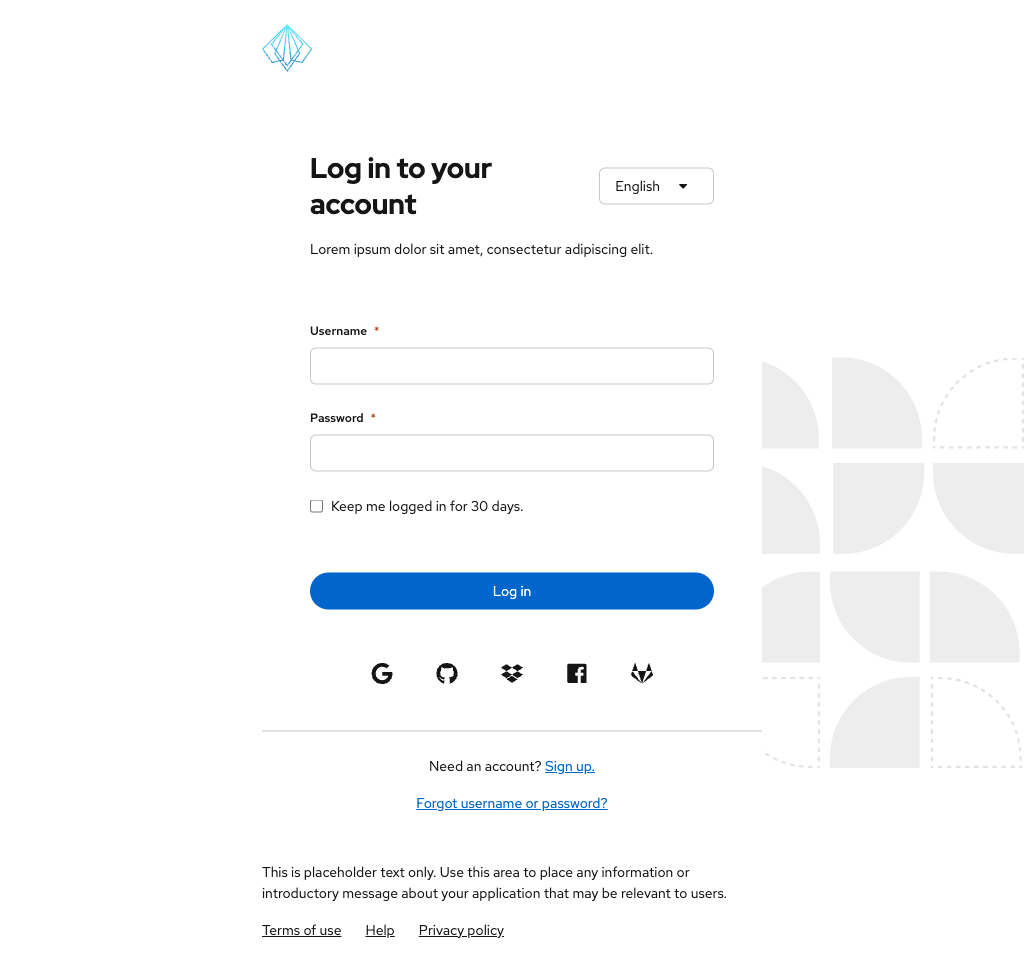 Log in to your
account
English
Lorem ipsum dolor sit amet, consectetur adipiscing elit.
Username *
Password *
Keep me logged in for 30 days.
Log in
Need an account? Sign up.
Forgot username or password?
This is placeholder text only. Use this area to place any information or
introductory message about your application that may be relevant to users.
Terms of use Help Privacy policy